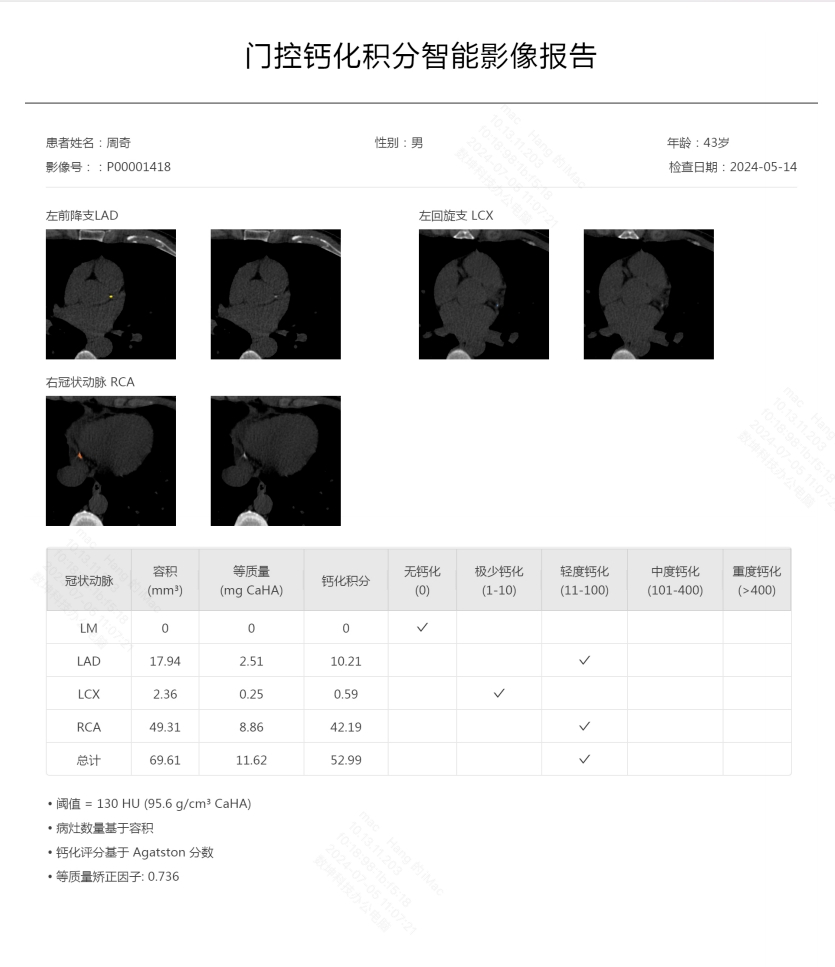 门控钙化积分智能影像报告
患者姓名：周奇 性别：男 年龄：43岁
影像号：：P00001418 检查日期：2024-05-14
左前降支LAD 左回旋支 LCX
右冠状动脉 RCA
冠状动脉 容积 (mm³) 等质量 (mg CaHA) 钙化积分 无钙化 (0) 极少钙化 (1-10) 轻度钙化 (11-100) 中度钙化 (101-400) 重度钙化 (>400)
LM 0 0 0 ✓
LAD 17.94 2.51 10.21 ✓
LCX 2.36 0.25 0.59 ✓
RCA 49.31 8.86 42.19 ✓
总计 69.61 11.62 52.99 ✓
• 阈值 = 130 HU (95.6 g/cm³ CaHA)
• 病灶数量基于容积
• 钙化评分基于 Agatston 分数
• 等质量矫正因子: 0.736